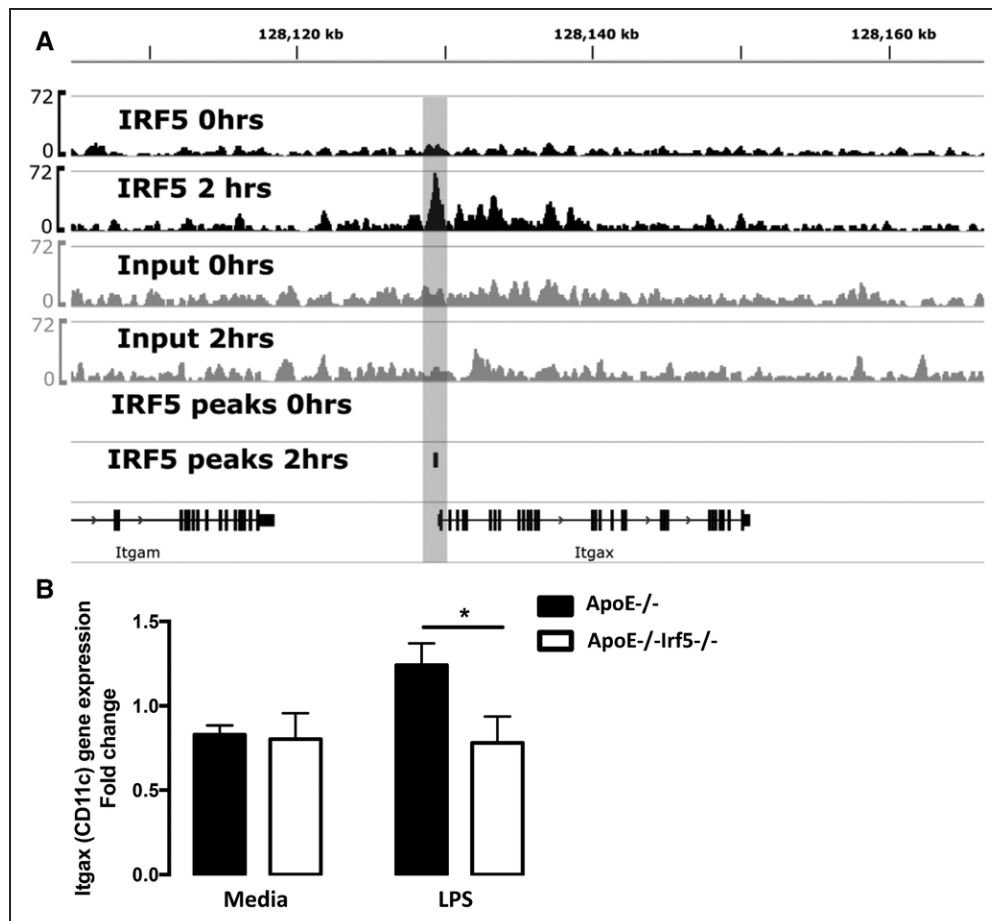 A
128,120 kb 128,140 kb 128,160 kb
72
IRF5 0hrs
0
72
IRF5 2 hrs
0
72
Input 0hrs
0
72
Input 2hrs
0
IRF5 peaks 0hrs
IRF5 peaks 2hrs
Itgam Itgax
B
Itgax (CD11c) gene expression
Fold change
1.5
1.0
0.5
0.0
*
ApoE-/-
ApoE-/-Irf5-/-
Media LPS